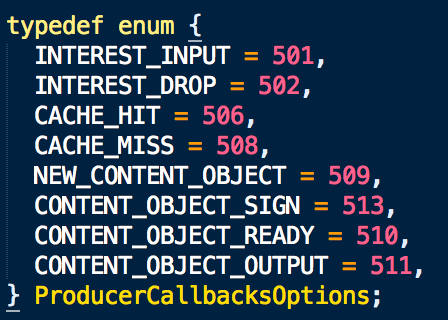 typedef enum {
INTEREST_INPUT = 501,
INTEREST_DROP = 502,
CACHE_HIT = 506,
CACHE_MISS = 508,
NEW_CONTENT_OBJECT = 509,
CONTENT_OBJECT_SIGN = 513,
CONTENT_OBJECT_READY = 510,
CONTENT_OBJECT_OUTPUT = 511,
} ProducerCallbacksOptions;